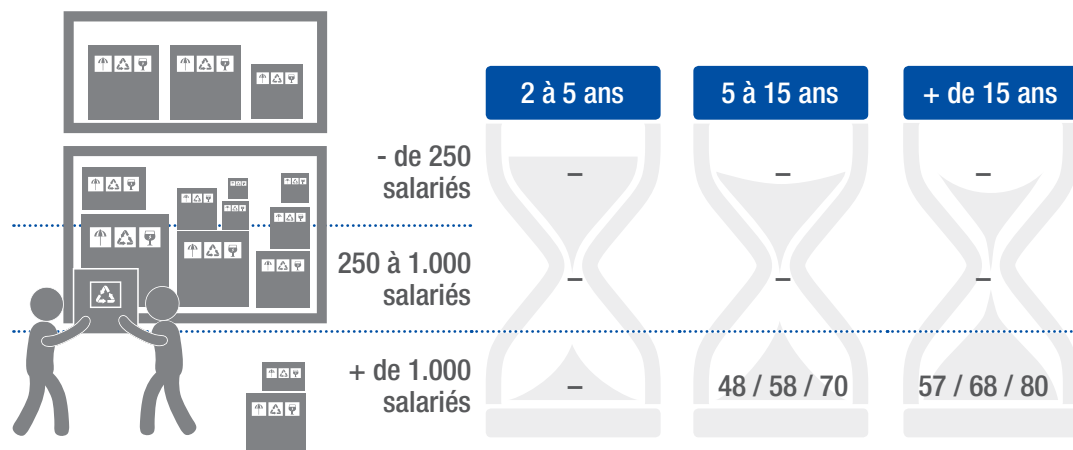 2 à 5 ans
5 à 15 ans
+ de 15 ans
- de 250
salariés
– – –
250 à 1.000
salariés
– – –
+ de 1.000
salariés
– 48 / 58 / 70 57 / 68 / 80